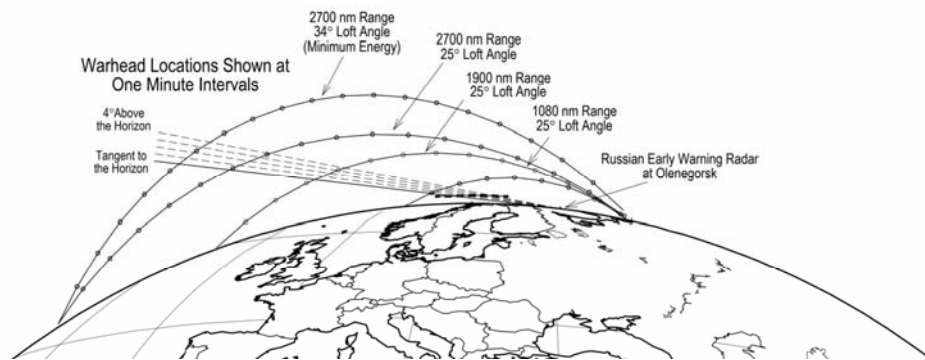 2700 nm Range
34° Loft Angle
(Minimum Energy)
2700 nm Range
25° Loft Angle
Warhead Locations Shown at
One Minute Intervals
1900 nm Range
25° Loft Angle
4°Above
the Horizon
1080 nm Range
25° Loft Angle
Tangent to
the Horizon
Russian Early Warning Radar
at Olenegorsk